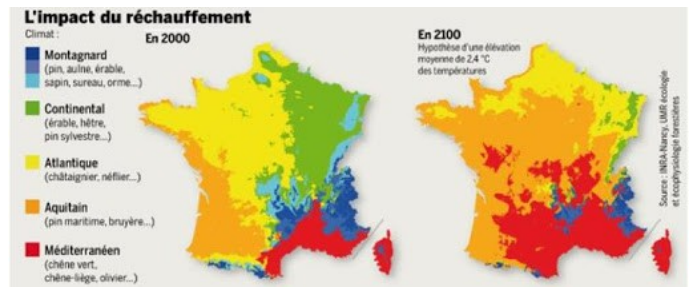 L'impact du réchauffement
Climat :
En 2000
Montagnard
(pin, aulne, érable,
sapin, sureau, orme...)
Continental
(érable, hêtre,
pin sylvestre...)
Atlantique
(châtaignier, néflier...)
Aquitain
(pin maritime, bruyère...)
Méditerranéen
(chêne vert,
chêne-liège, olivier...)
En 2100
Hypothèse d'une élévation
moyenne de 2,4 °C
des températures
Source : INRA-Nancy, UMR écologie
et écophysiologie forestières